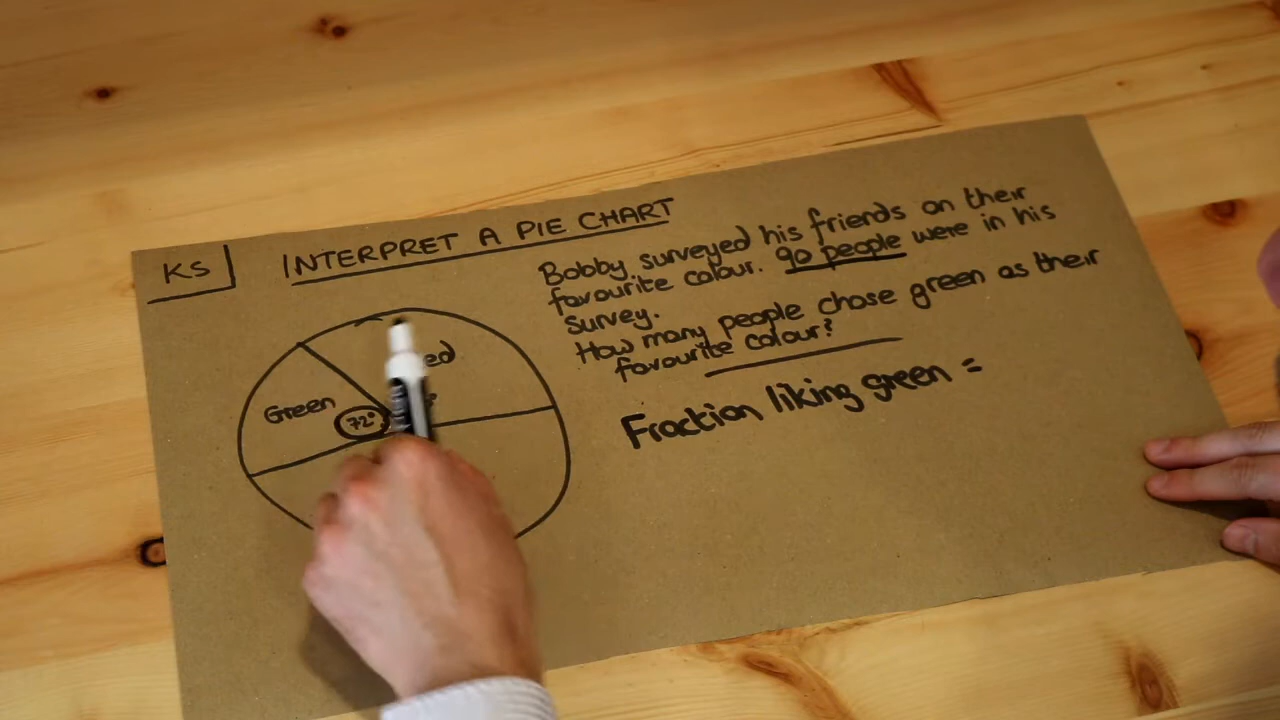 KS
INTERPRET A PIE CHART
Bobby surveyed his friends on their
favourite colour. 90 people were in his
survey.
How many people chose green as their
favourite colour?
Fraction liking green =
Green
72°